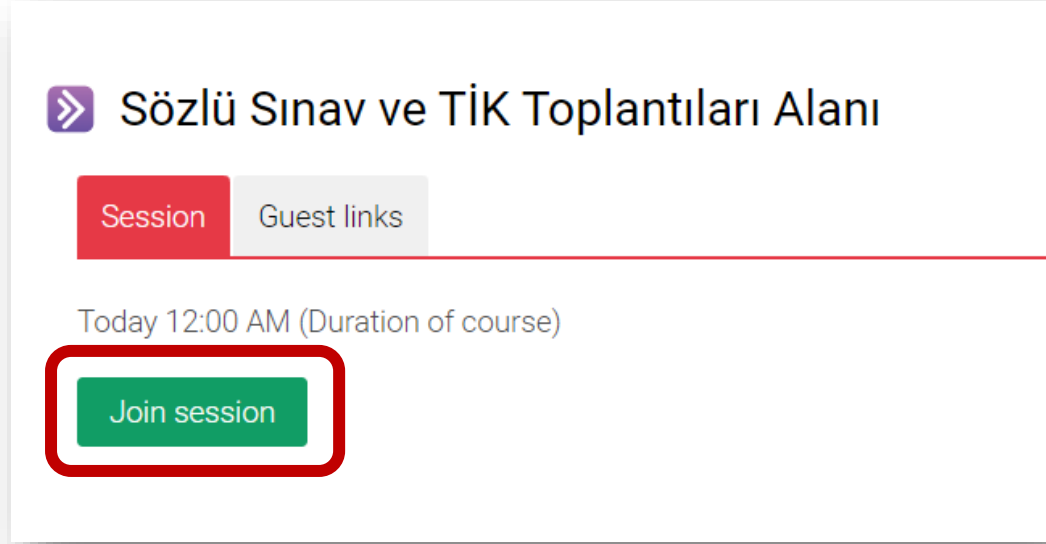 Sözlü Sınav ve TİK Toplantıları Alanı
Session Guest links
Today 12:00 AM (Duration of course)
Join session